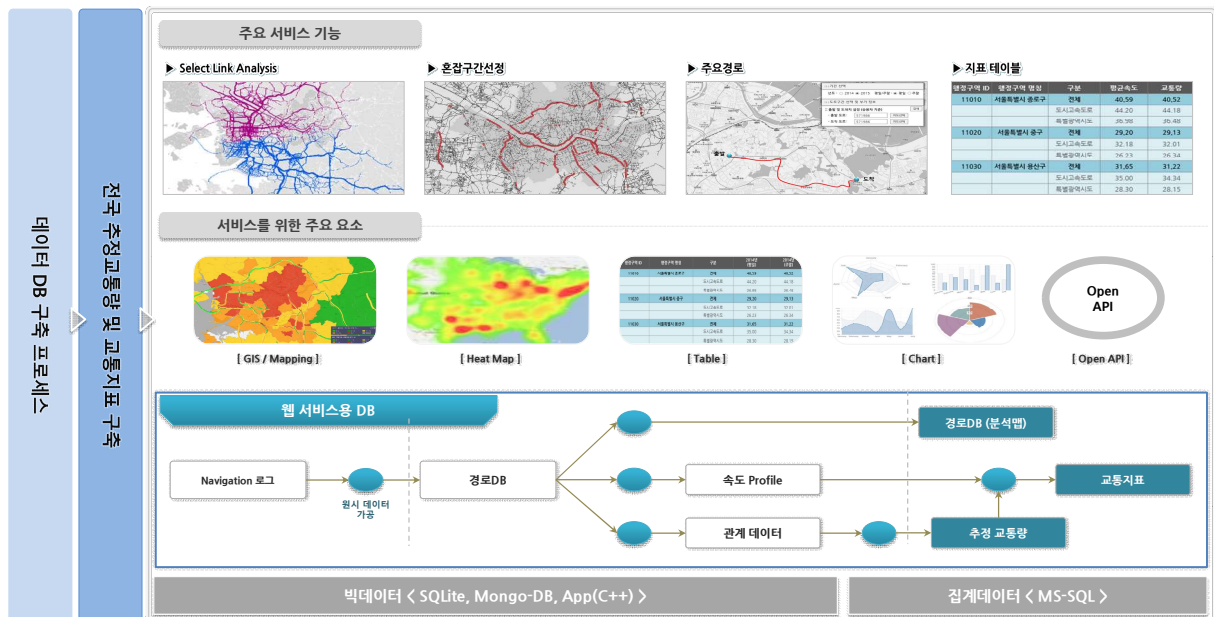 데이터 DB 구축 프로세스
전국 추정교통량 및 교통지표 구축
주요 서비스 기능
▶ Select Link Analysis
▶ 혼잡구간선정
▶ 주요경로
▶ 지표 테이블
출발
도착
행정구역 ID 행정구역 명칭 구분 평균속도 교통량
11010 서울특별시 종로구 전체 40,59 40,52
도시고속도로 44.20 44.18
특별광역시도 36.98 36.48
11020 서울특별시 중구 전체 29,20 29,13
도시고속도로 32.18 32.01
특별광역시도 26.23 26.34
11030 서울특별시 용산구 전체 31,65 31,22
도시고속도로 35.00 34.34
특별광역시도 28.30 28.15
서비스를 위한 주요 요소
Open
API
[ GIS / Mapping ]
[ Heat Map ]
[ Table ]
[ Chart ]
[ Open API ]
웹 서비스용 DB
경로DB (분석맵)
Navigation 로그
원시 데이터
가공
경로DB
속도 Profile
교통지표
관계 데이터
추정 교통량
빅데이터 < SQLite, Mongo-DB, App(C++) >
집계데이터 < MS-SQL >